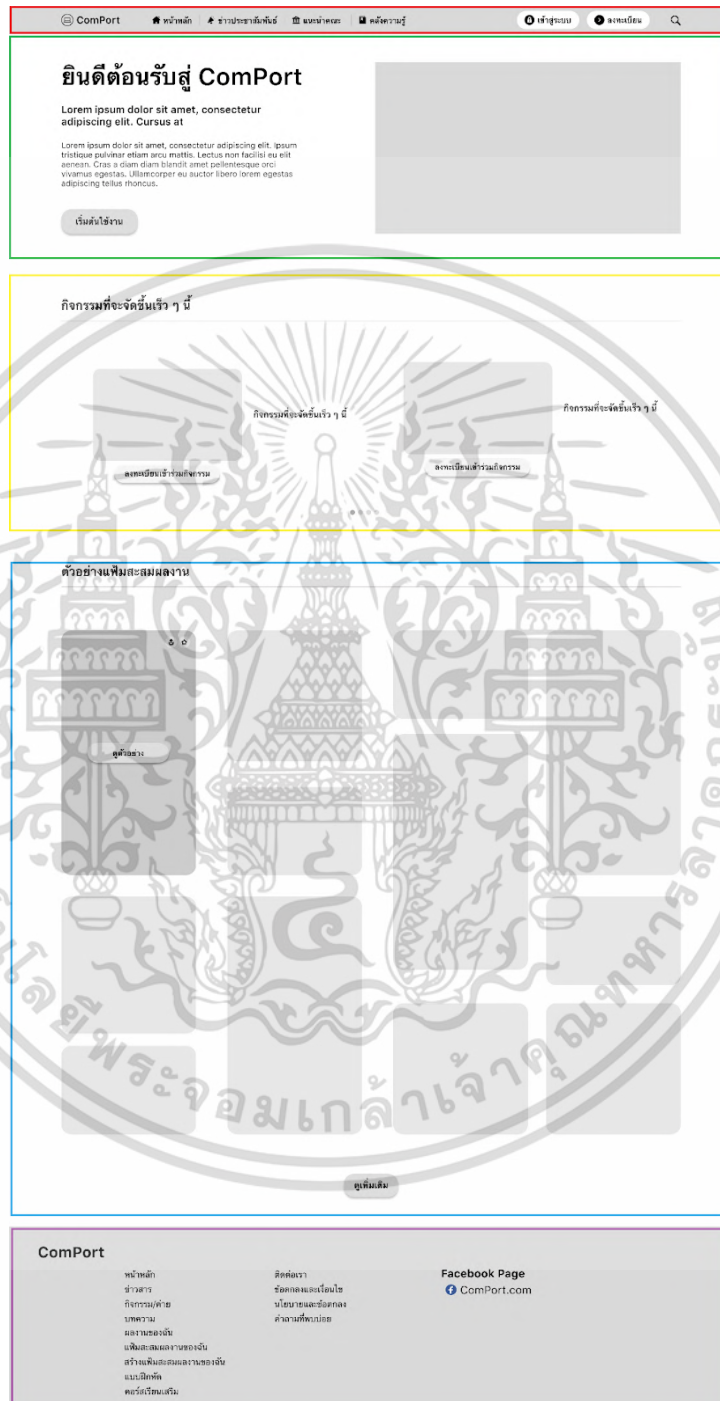 ComPort หน้าหลัก ข่าวประชาสัมพันธ์ แนะนำคณะ คลังความรู้ เข้าสู่ระบบ ลงทะเบียน
ยินดีต้อนรับสู่ ComPort
Lorem ipsum dolor sit amet, consectetur
adipiscing elit. Cursus at
Lorem ipsum dolor sit amet, consectetur adipiscing elit. Ipsum
tristique pulvinar etiam arcu mattis. Lectus non facilisi eu elit
aenean. Cras a diam diam blandit amet pellentesque orci
vivamus egestas. Ullamcorper eu auctor libero lorem egestas
adipiscing tellus rhoncus.
เริ่มต้นใช้งาน
กิจกรรมที่จะจัดขึ้นเร็ว ๆ นี้
กิจกรรมที่จะจัดขึ้นเร็ว ๆ นี้
ลงทะเบียนเข้าร่วมกิจกรรม
กิจกรรมที่จะจัดขึ้นเร็ว ๆ นี้
ลงทะเบียนเข้าร่วมกิจกรรม
ตัวอย่างแฟ้มสะสมผลงาน
ดูตัวอย่าง
พระจอมเกล้าเจ้าคุณทหาร
ดูเพิ่มเติม
ComPort
หน้าหลัก
ข่าวสาร
กิจกรรม/ค่าย
บทความ
ผลงานของฉัน
แฟ้มสะสมผลงานของฉัน
สร้างแฟ้มสะสมผลงานของฉัน
แบบฝึกหัด
คอร์สเรียนเสริม
ติดต่อเรา
ข้อตกลงและเงื่อนไข
นโยบายและข้อตกลง
คำถามที่พบบ่อย
Facebook Page
ComPort.com